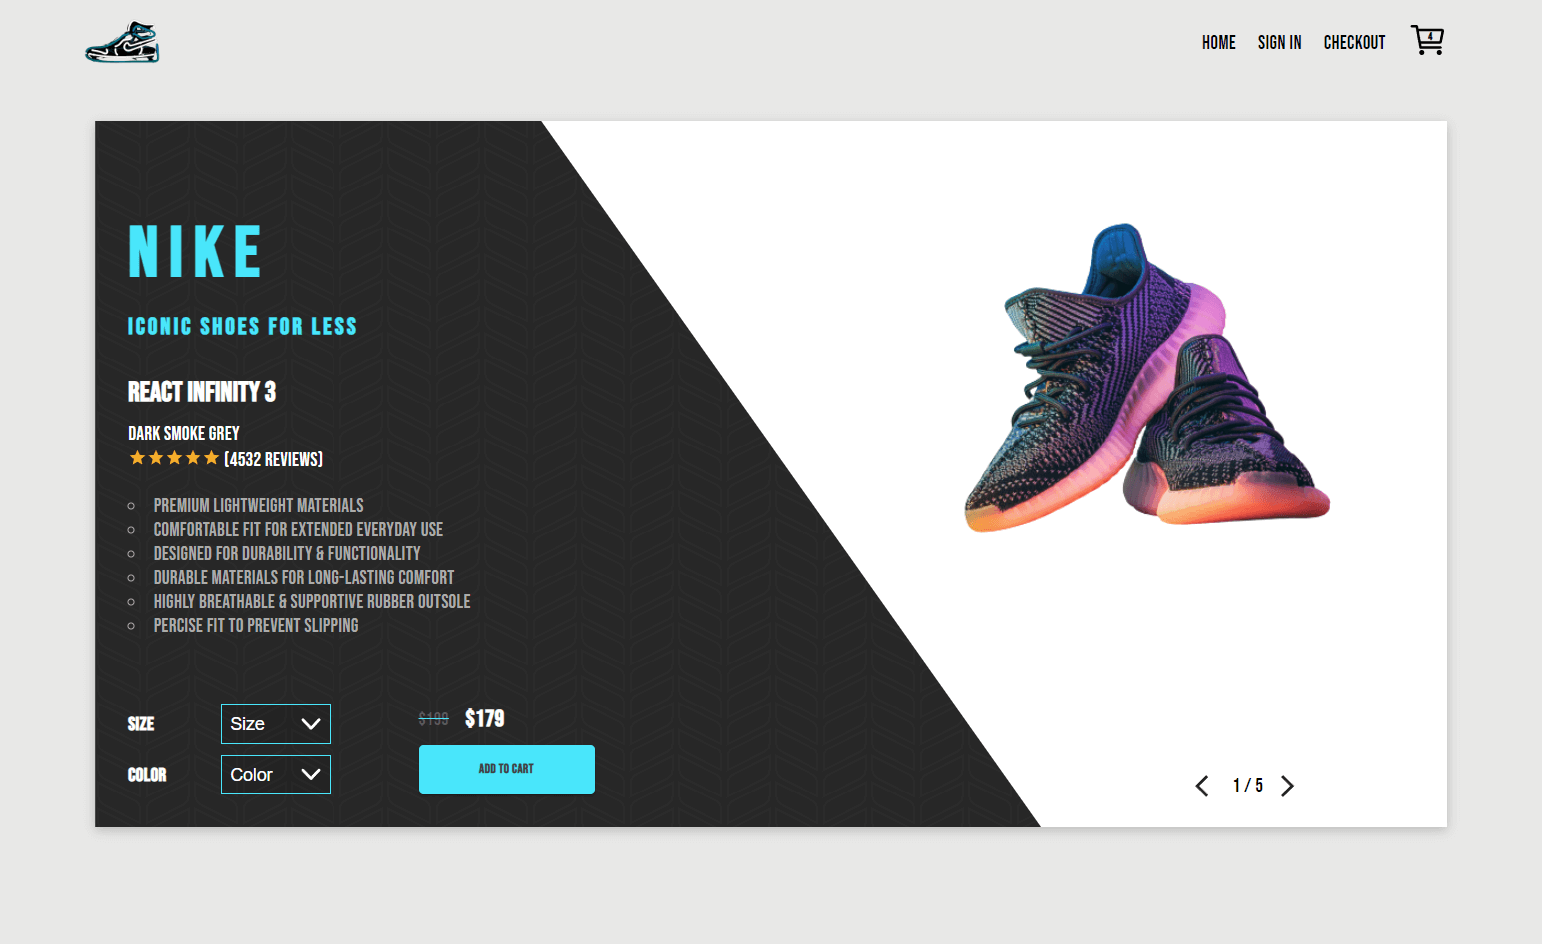 HOME SIGN IN CHECKOUT 4
NIKE
ICONIC SHOES FOR LESS
REACT INFINITY 3
DARK SMOKE GREY
(4532 REVIEWS)
PREMIUM LIGHTWEIGHT MATERIALS
COMFORTABLE FIT FOR EXTENDED EVERYDAY USE
DESIGNED FOR DURABILITY & FUNCTIONALITY
DURABLE MATERIALS FOR LONG-LASTING COMFORT
HIGHLY BREATHABLE & SUPPORTIVE RUBBER OUTSOLE
PERCISE FIT TO PREVENT SLIPPING
SIZE Size
COLOR Color
$199 $179
ADD TO CART
1 / 5